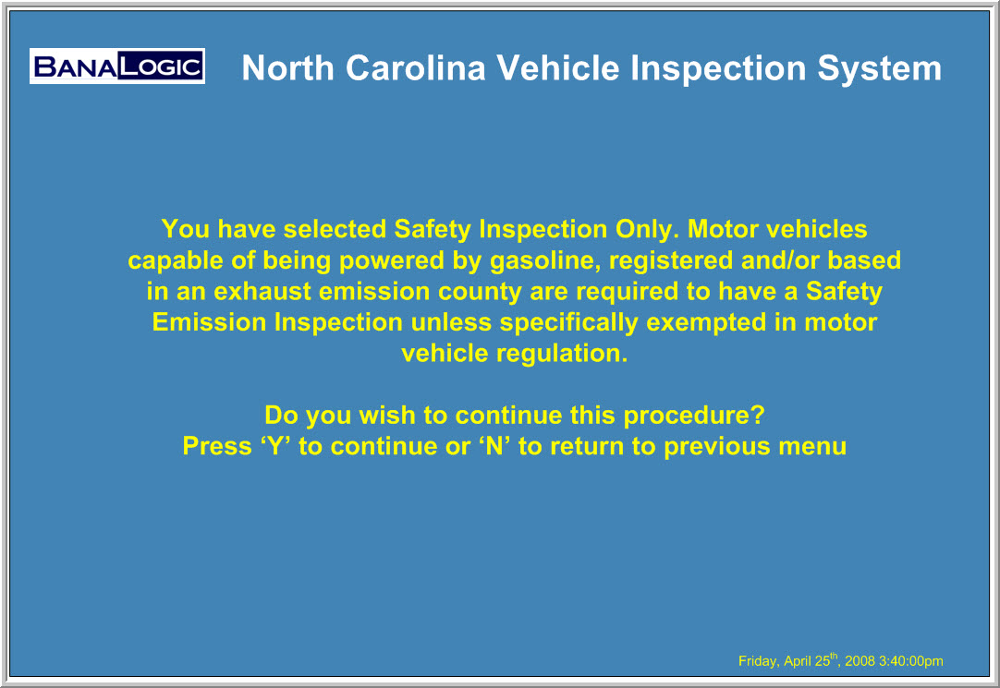 BANALOGIC
North Carolina Vehicle Inspection System
You have selected Safety Inspection Only. Motor vehicles
capable of being powered by gasoline, registered and/or based
in an exhaust emission county are required to have a Safety
Emission Inspection unless specifically exempted in motor
vehicle regulation.
Do you wish to continue this procedure?
Press ‘Y’ to continue or ‘N’ to return to previous menu
Friday, April 25th, 2008 3:40:00pm